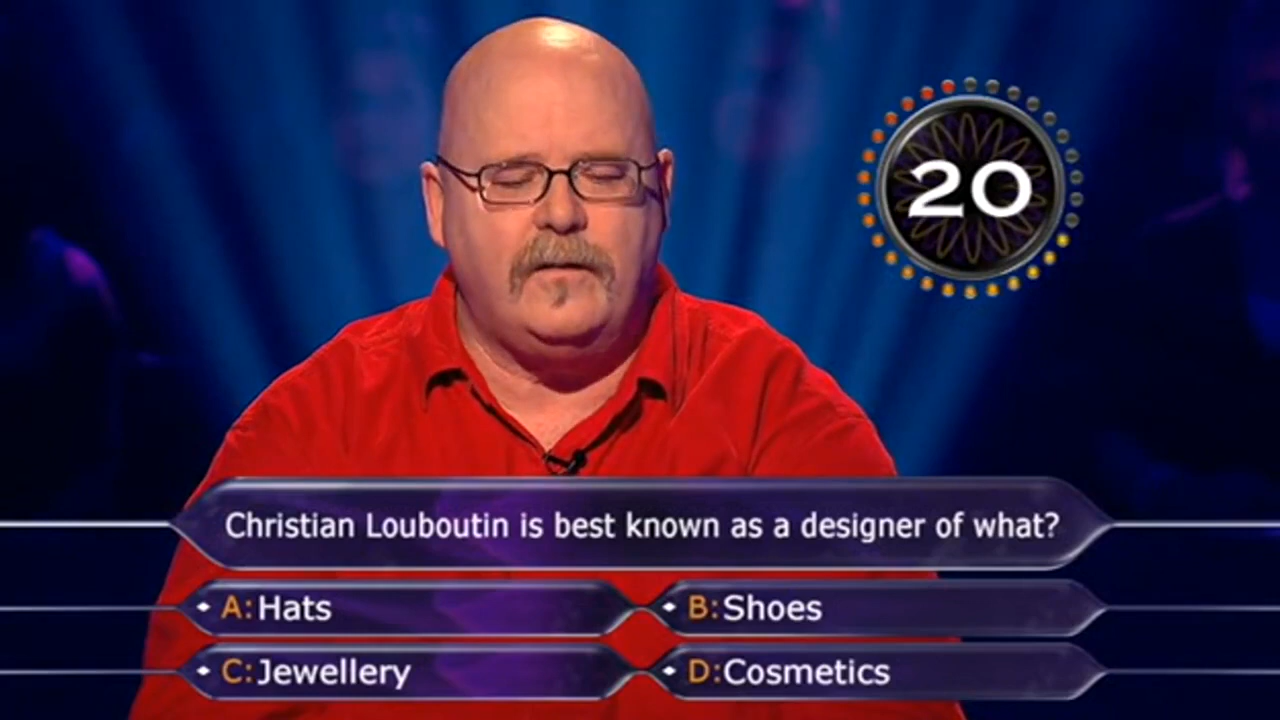 20
Christian Louboutin is best known as a designer of what?
A: Hats
B: Shoes
C: Jewellery
D: Cosmetics